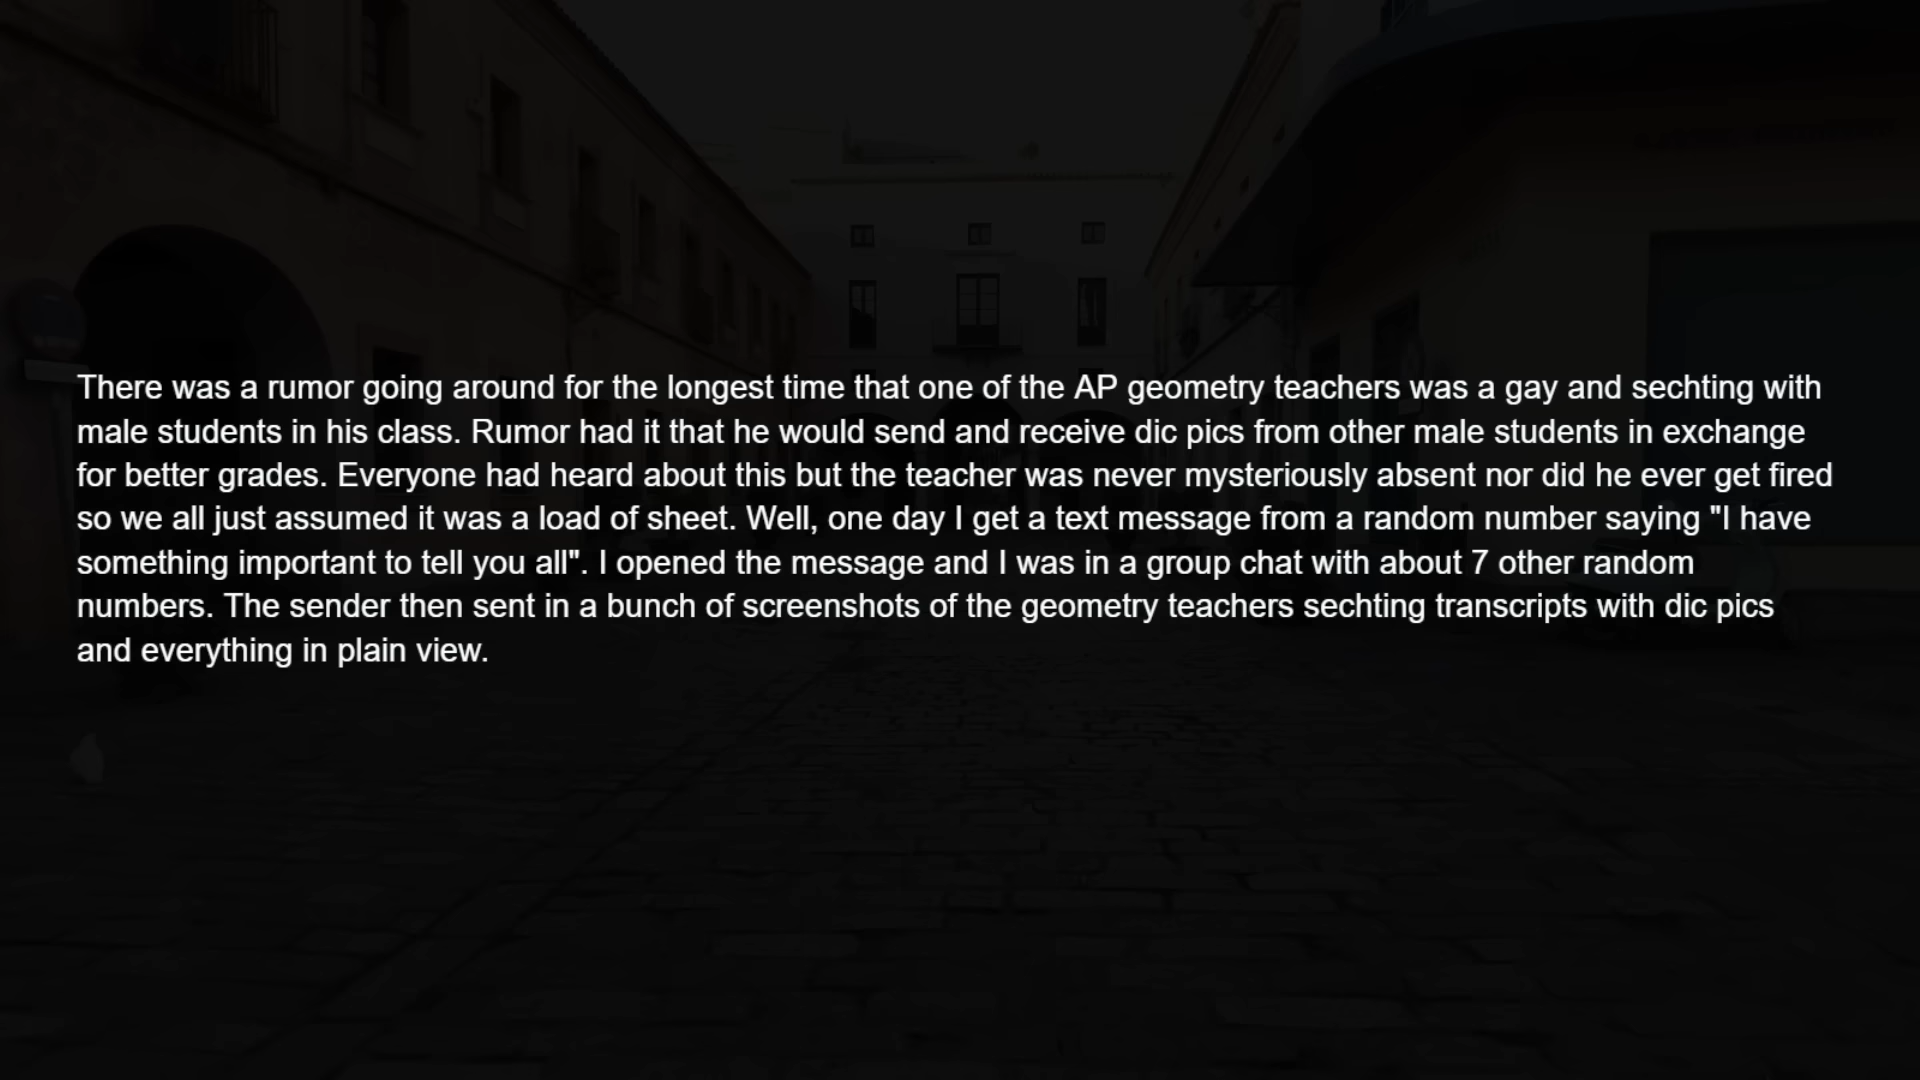 There was a rumor going around for the longest time that one of the AP geometry teachers was a gay and sechting with
male students in his class. Rumor had it that he would send and receive dic pics from other male students in exchange
for better grades. Everyone had heard about this but the teacher was never mysteriously absent nor did he ever get fired
so we all just assumed it was a load of sheet. Well, one day I get a text message from a random number saying "I have
something important to tell you all". I opened the message and I was in a group chat with about 7 other random
numbers. The sender then sent in a bunch of screenshots of the geometry teachers sechting transcripts with dic pics
and everything in plain view.